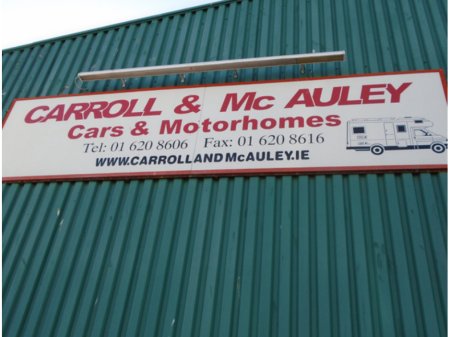 CARROLL & Mc AULEY
Cars & Motorhomes
Tel: 01 620 8606 Fax: 01 620 8616
WWW.CARROLLANDMcAULEY.IE